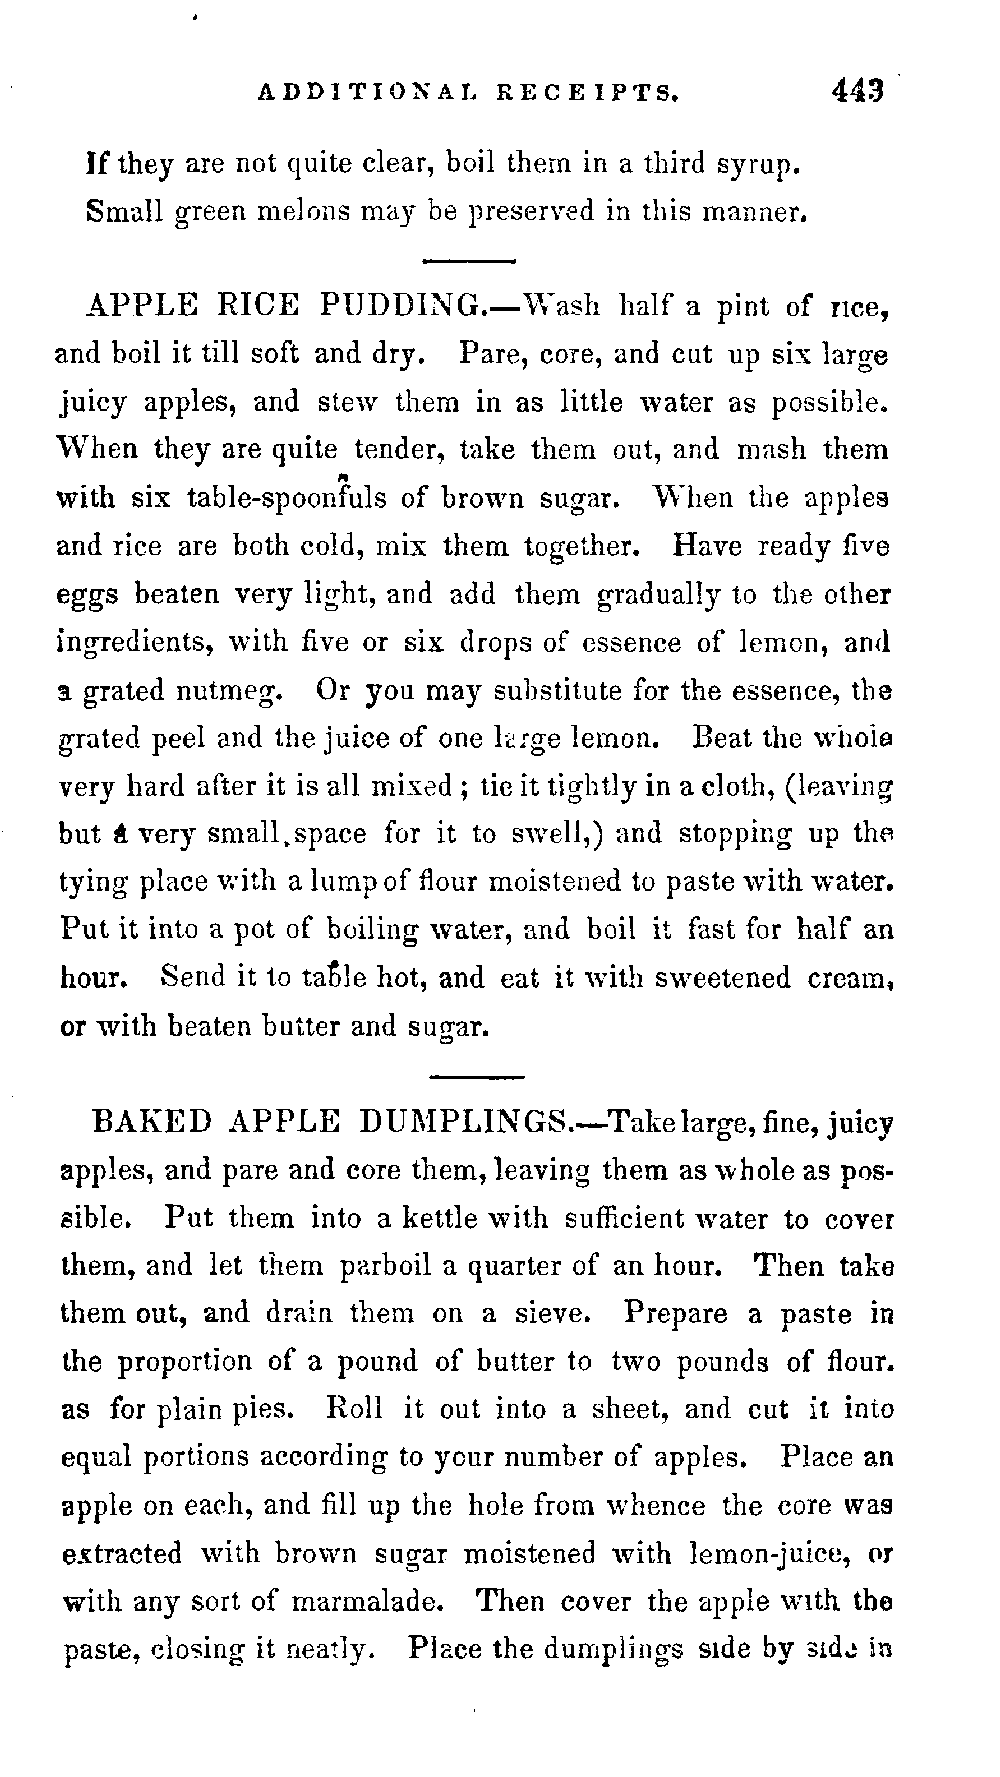 ADDITIONAL RECEIPTS. 443
If they are not quite clear, boil them in a third syrup.
Small green melons may be preserved in this manner.
APPLE RICE PUDDING.—Wash half a pint of rice,
and boil it till soft and dry. Pare, core, and cut up six large
juicy apples, and stew them in as little water as possible.
When they are quite tender, take them out, and mash them
with six table-spoonfuls of brown sugar. When the apples
and rice are both cold, mix them together. Have ready five
eggs beaten very light, and add them gradually to the other
ingredients, with five or six drops of essence of lemon, and
a grated nutmeg. Or you may substitute for the essence, the
grated peel and the juice of one large lemon. Beat the whole
very hard after it is all mixed; tie it tightly in a cloth, (leaving
but a very small space for it to swell,) and stopping up the
tying place with a lump of flour moistened to paste with water.
Put it into a pot of boiling water, and boil it fast for half an
hour. Send it to table hot, and eat it with sweetened cream,
or with beaten butter and sugar.
BAKED APPLE DUMPLINGS.—Take large, fine, juicy
apples, and pare and core them, leaving them as whole as pos-
sible. Put them into a kettle with sufficient water to cover
them, and let them parboil a quarter of an hour. Then take
them out, and drain them on a sieve. Prepare a paste in
the proportion of a pound of butter to two pounds of flour.
as for plain pies. Roll it out into a sheet, and cut it into
equal portions according to your number of apples. Place an
apple on each, and fill up the hole from whence the core was
extracted with brown sugar moistened with lemon-juice, or
with any sort of marmalade. Then cover the apple with the
paste, closing it neatly. Place the dumplings side by side in